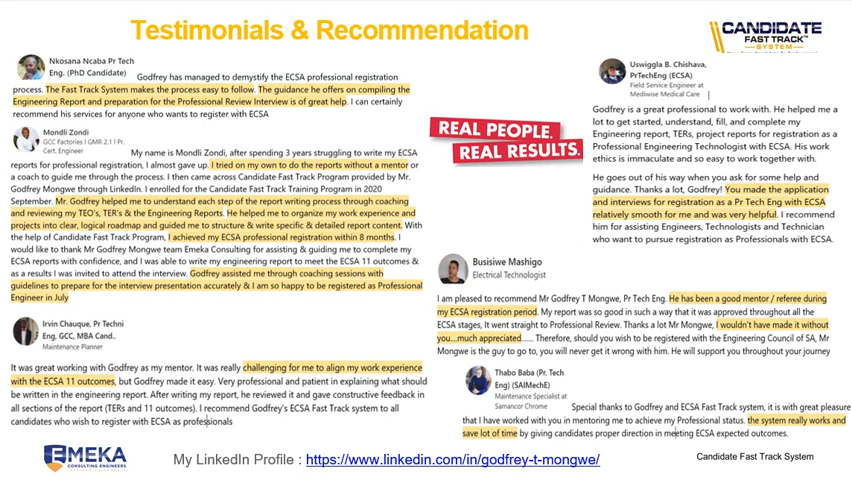 Testimonials & Recommendation
CANDIDATE
FAST TRACK™
SYSTEM
Nkosana Ncaba Pr Tech
Eng. (PhD Candidate)
Godfrey has managed to demystify the ECSA professional registration
process. The Fast Track System makes the process easy to follow. The guidance he offers on compiling the
Engineering Report and preparation for the Professional Review Interview is of great help. I can certainly
recommend his services for anyone who wants to register with ECSA
Mondli Zondi
GCC Factories l GMR 2.1 l Pr.
Cert. Engineer
My name is Mondli Zondi, after spending 3 years struggling to write my ECSA
reports for professional registration, I almost gave up. I tried on my own to do the reports without a mentor or
a coach to guide me through the process. I then came across Candidate Fast Track Program provided by Mr.
Godfrey Mongwe through LinkedIn. I enrolled for the Candidate Fast Track Training Program in 2020
September. Mr. Godfrey helped me to understand each step of the report writing process through coaching
and reviewing my TEO's, TER's & the Engineering Reports. He helped me to organize my work experience and
projects into clear, logical roadmap and guided me to structure & write specific & detailed report content. With
the help of Candidate Fast Track Program, I achieved my ECSA professional registration within 8 months. I
would like to thank Mr Godfrey Mongwe team Emeka Consulting for assisting & guiding me to complete my
ECSA reports with confidence, and I was able to write my engineering report to meet the ECSA 11 outcomes &
as a results I was invited to attend the interview. Godfrey assisted me through coaching sessions with
guidelines to prepare for the interview presentation accurately & I am so happy to be registered as Professional
Engineer in July
Irvin Chauque, Pr Techni
Eng, GCC, MBA Cand..
Maintenance Planner
It was great working with Godfrey as my mentor. It was really challenging for me to align my work experience
with the ECSA 11 outcomes, but Godfrey made it easy. Very professional and patient in explaining what should
be written in the engineering report. After writing my report, he reviewed it and gave constructive feedback in
all sections of the report (TERs and 11 outcomes). I recommend Godfrey's ECSA Fast Track system to all
candidates who wish to register with ECSA as professionals
REAL PEOPLE.
REAL RESULTS.
Uswiggla B. Chishava,
PrTechEng (ECSA)
Field Service Engineer at
Mediwise Medical Care
Godfrey is a great professional to work with. He helped me a
lot to get started, understand, fill, and complete my
Engineering report, TERs, project reports for registration as a
Professional Engineering Technologist with ECSA. His work
ethics is immaculate and so easy to work together with.
He goes out of his way when you ask for some help and
guidance. Thanks a lot, Godfrey! You made the application
and interviews for registration as a Pr Tech Eng with ECSA
relatively smooth for me and was very helpful. I recommend
him for assisting Engineers, Technologists and Technician
who want to pursue registration as Professionals with ECSA.
Busisiwe Mashigo
Electrical Technologist
I am pleased to recommend Mr Godfrey T Mongwe, Pr Tech Eng. He has been a good mentor / referee during
my ECSA registration period. My report was so good in such a way that it was approved throughout all the
ECSA stages, It went straight to Professional Review. Thanks a lot Mr Mongwe, I wouldn't have made it without
you....much appreciated...... Therefore, should you wish to be registered with the Engineering Council of SA, Mr
Mongwe is the guy to go to, you will never get it wrong with him. He will support you throughout your journey
Thabo Baba (Pr. Tech
Eng) (SAIMechE)
Maintenance Specialist at
Samancor Chrome
Special thanks to Godfrey and ECSA Fast Track system, it is with great pleasure
that I have worked with you in mentoring me to achieve my Professional status. the system really works and
save lot of time by giving candidates proper direction in meeting ECSA expected outcomes.
EMEKA
CONSULTING ENGINEERS
My LinkedIn Profile : https://www.linkedin.com/in/godfrey-t-mongwe/
Candidate Fast Track System